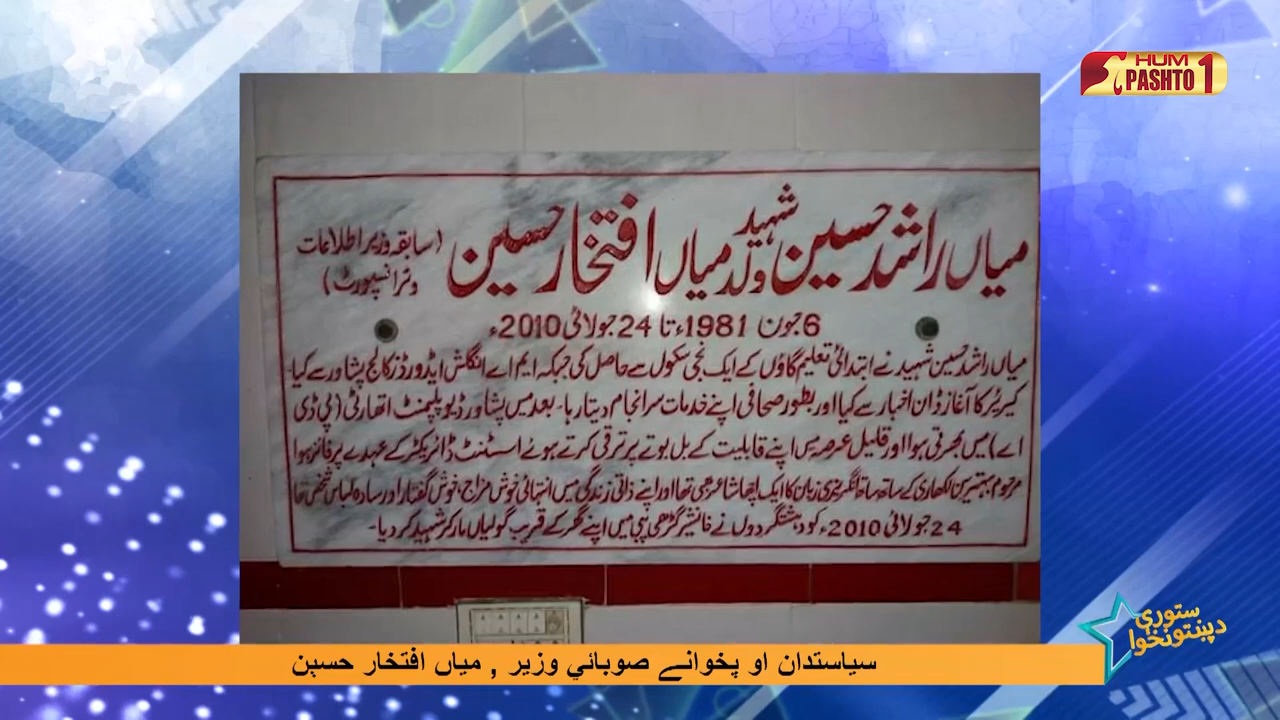 HUM
PASHTO 1
میاں راشد حسین شہید ولد میاں افتخار حسین (سابقہ وزیر اطلاعات
و ٹرانسپورٹ)
6 جون 1981ء تا 24 جولائی 2010ء
میاں راشد حسین شہید نے ابتدائی تعلیم گاؤں کے ایک نجی سکول سے حاصل کی جبکہ ایم اے انگلش ایڈورڈز کالج پشاور سے کیا۔
کیریئر کا آغاز ڈان اخبار سے کیا اور بطور صحافی اپنے خدمات سرانجام دیتا رہا۔ بعد میں پشاور ڈیویلپمنٹ اتھارٹی (پی ڈی
اے) میں بھرتی ہوا اور قلیل عرصہ میں اپنے قابلیت کے بل بوتے پر ترقی کرتے ہوئے اسسٹنٹ ڈائریکٹر کے عہدے پر فائز ہوا
مرحوم بہترین لکھاری کے ساتھ ساتھ انگریزی زبان کا ایک اچھا شاعر بھی تھا اور اپنے ذاتی زندگی میں انتہائی خوش مزاج، خوش گفتار اور سادہ لباس شخص تھا
24 جولائی 2010ء کو دہشتگردوں نے خانشیر گڑھی پبی میں اپنے گھر کے قریب گولیاں مار کر شہید کر دیا۔
ستوري
دپښتونخوا
سیاستدان او پخوانے صوبائي وزیر , میاں افتخار حسېن